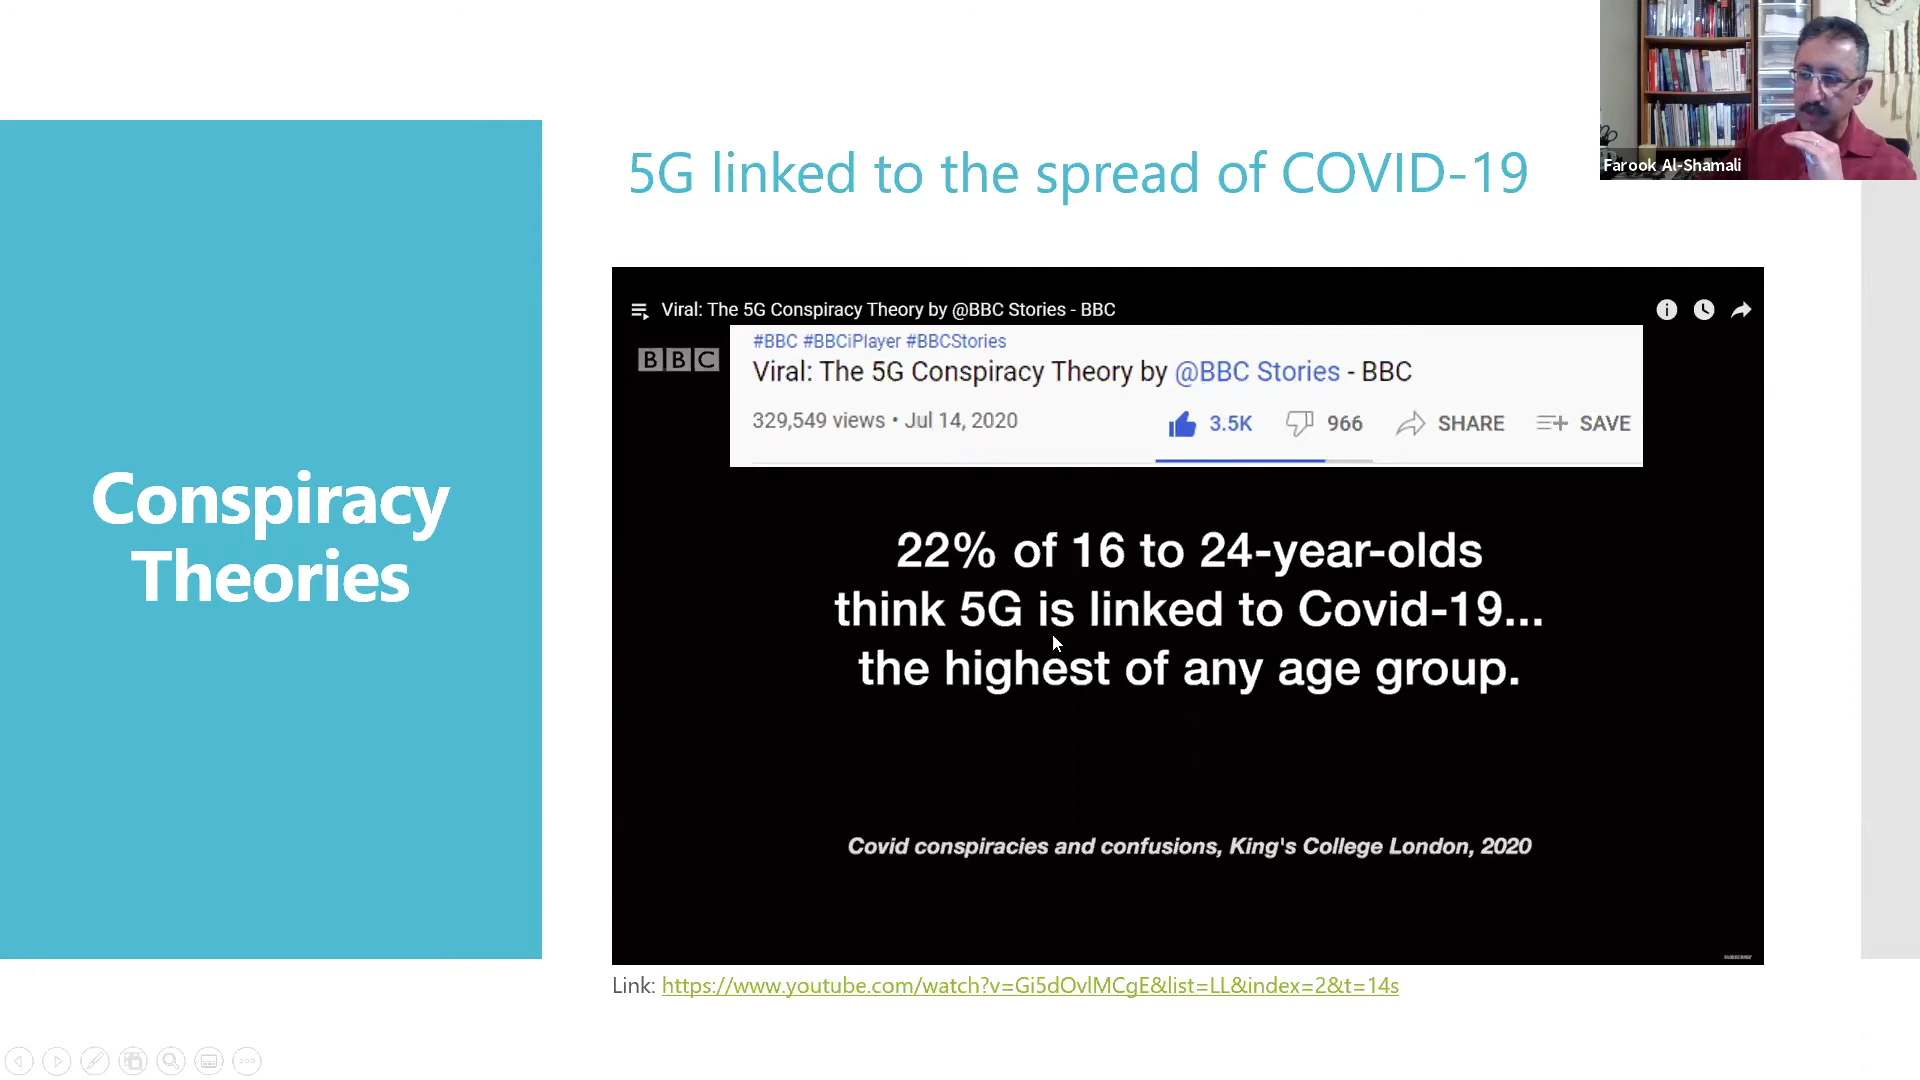 Farook Al-Shamali
5G linked to the spread of COVID-19
Conspiracy
Theories
Viral: The 5G Conspiracy Theory by @BBC Stories - BBC
BBC
#BBC #BBCiPlayer #BBCStories
Viral: The 5G Conspiracy Theory by @BBC Stories - BBC
329,549 views • Jul 14, 2020
3.5K 966 SHARE SAVE
22% of 16 to 24-year-olds
think 5G is linked to Covid-19...
the highest of any age group.
Covid conspiracies and confusions, King's College London, 2020
SUBSCRIBE
Link: https://www.youtube.com/watch?v=Gi5dOvlMCgE&list=LL&index=2&t=14s